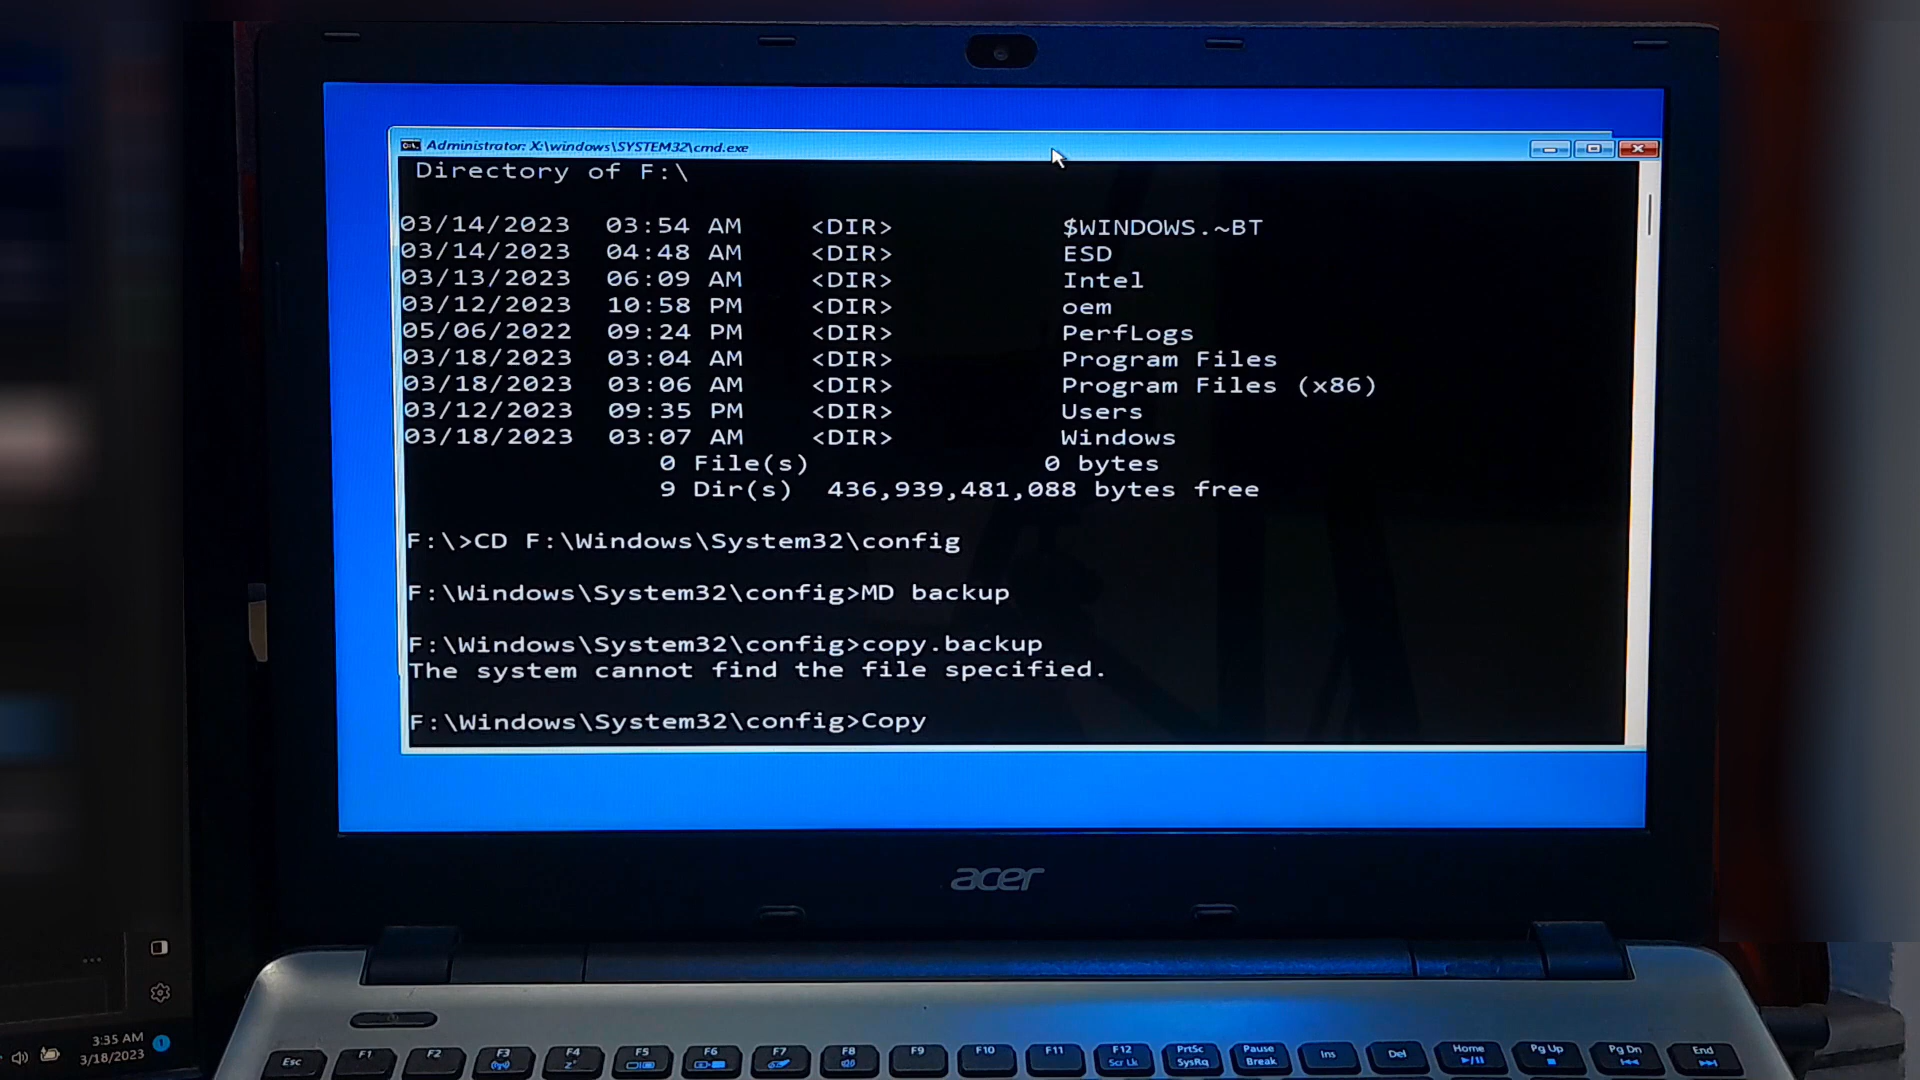 Administrator: X:\windows\SYSTEM32\cmd.exe
Directory of F:\
03/14/2023 03:54 AM <DIR> $WINDOWS.~BT
03/14/2023 04:48 AM <DIR> ESD
03/13/2023 06:09 AM <DIR> Intel
03/12/2023 10:58 PM <DIR> oem
05/06/2022 09:24 PM <DIR> PerfLogs
03/18/2023 03:04 AM <DIR> Program Files
03/18/2023 03:06 AM <DIR> Program Files (x86)
03/12/2023 09:35 PM <DIR> Users
03/18/2023 03:07 AM <DIR> Windows
0 File(s) 0 bytes
9 Dir(s) 436,939,481,088 bytes free
F:\>CD F:\Windows\System32\config
F:\Windows\System32\config>MD backup
F:\Windows\System32\config>copy.backup
The system cannot find the file specified.
F:\Windows\System32\config>Copy
acer
3:35 AM
3/18/2023
1
Esc F1 F2 F3 F4 F5 F6 F7 F8 F9 F10 F11 F12 PrtSc Pause Ins Del Home Pg Up Pg Dn End
Scr Lk SysRq Break